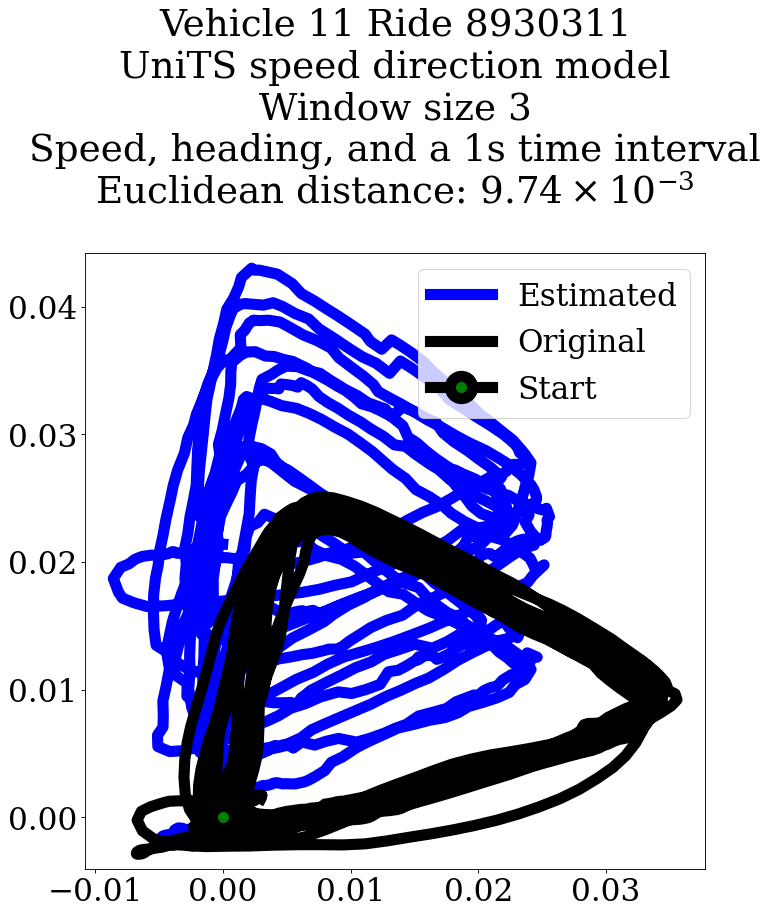 Vehicle 11 Ride 8930311
UniTS speed direction model
Window size 3
Speed, heading, and a 1s time interval
Euclidean distance: 9.74 × 10⁻³
Estimated
Original
Start
0.04
0.03
0.02
0.01
0.00
−0.01 0.00 0.01 0.02 0.03